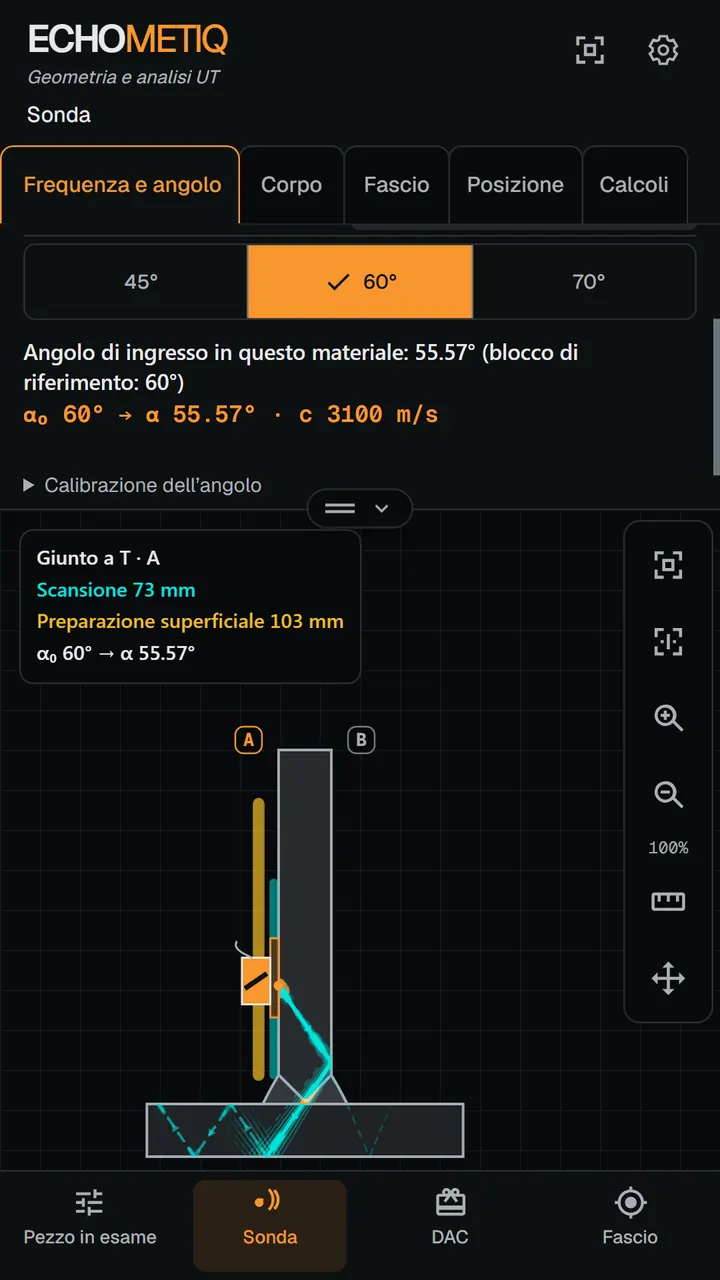 ECHOMETIQ
Geometria e analisi UT
Sonda
Frequenza e angolo
Corpo
Fascio
Posizione
Calcoli
45°
60°
70°
Angolo di ingresso in questo materiale: 55.57° (blocco di
riferimento: 60°)
α₀ 60° → α 55.57° · c 3100 m/s
Calibrazione dell’angolo
Giunto a T · A
Scansione 73 mm
Preparazione superficiale 103 mm
α₀ 60° → α 55.57°
A
B
100%
Pezzo in esame
Sonda
DAC
Fascio